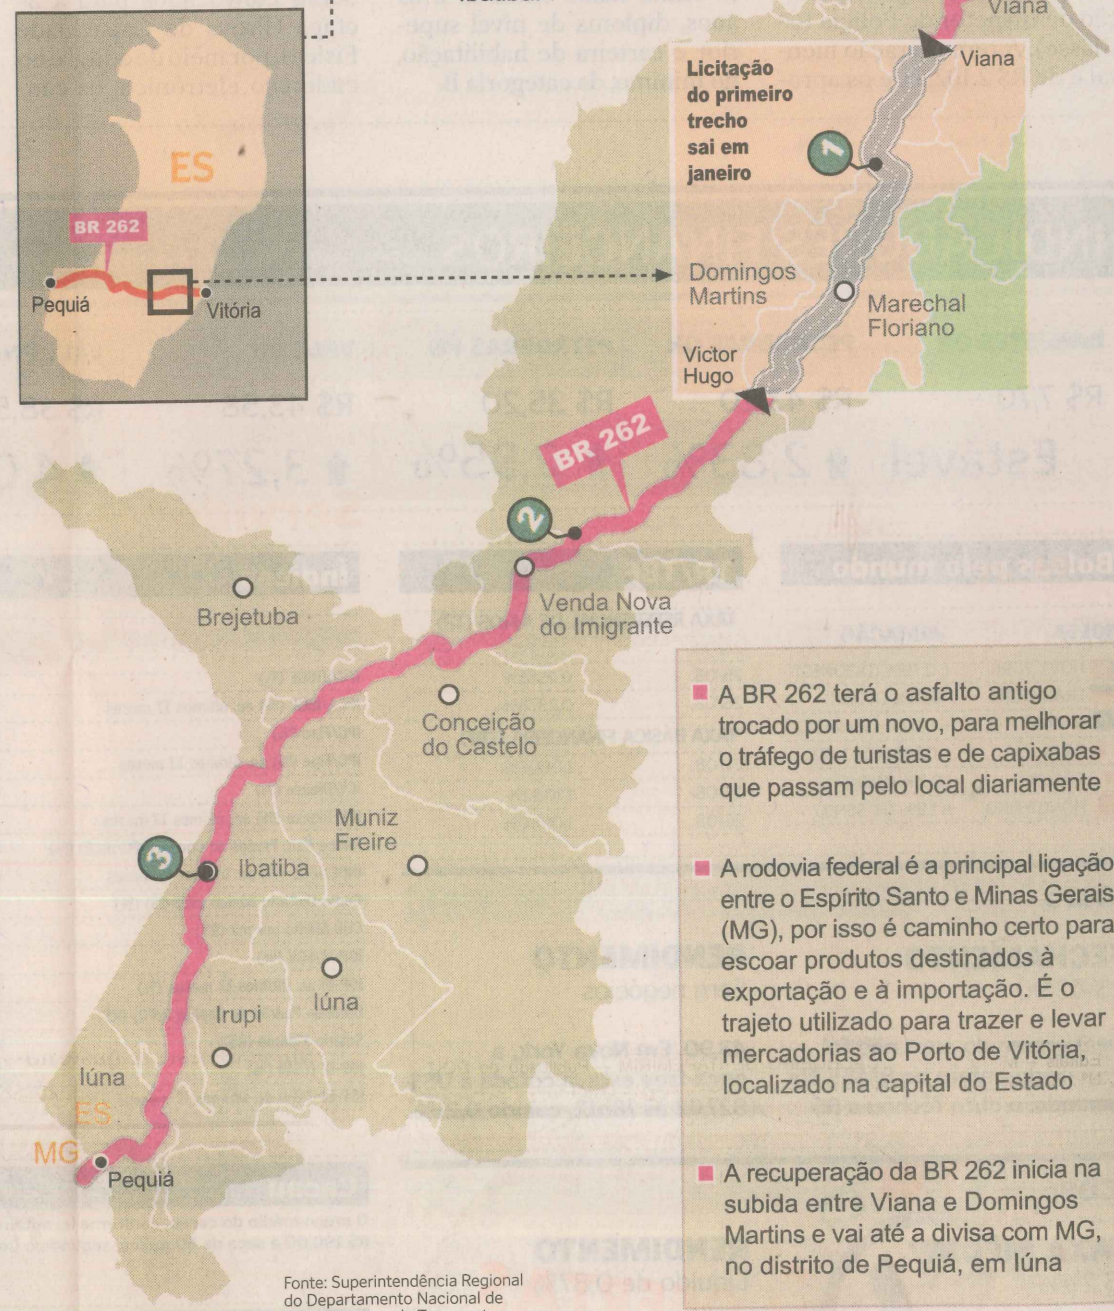 Viana
Viana
Licitação
do primeiro
trecho
sai em
janeiro
1
ES
BR 262
Pequiá
Vitória
Domingos
Martins
Marechal
Floriano
Victor
Hugo
BR 262
2
Brejetuba
Venda Nova
do Imigrante
Conceição
do Castelo
Muniz
Freire
3
Ibatiba
Iúna
Irupi
Iúna
ES
MG
Pequiá
A BR 262 terá o asfalto antigo
trocado por um novo, para melhorar
o tráfego de turistas e de capixabas
que passam pelo local diariamente
A rodovia federal é a principal ligação
entre o Espírito Santo e Minas Gerais
(MG), por isso é caminho certo para
escoar produtos destinados à
exportação e à importação. É o
trajeto utilizado para trazer e levar
mercadorias ao Porto de Vitória,
localizado na capital do Estado
A recuperação da BR 262 inicia na
subida entre Viana e Domingos
Martins e vai até a divisa com MG,
no distrito de Pequiá, em Iúna
Fonte: Superintendência Regional
do Departamento Nacional de